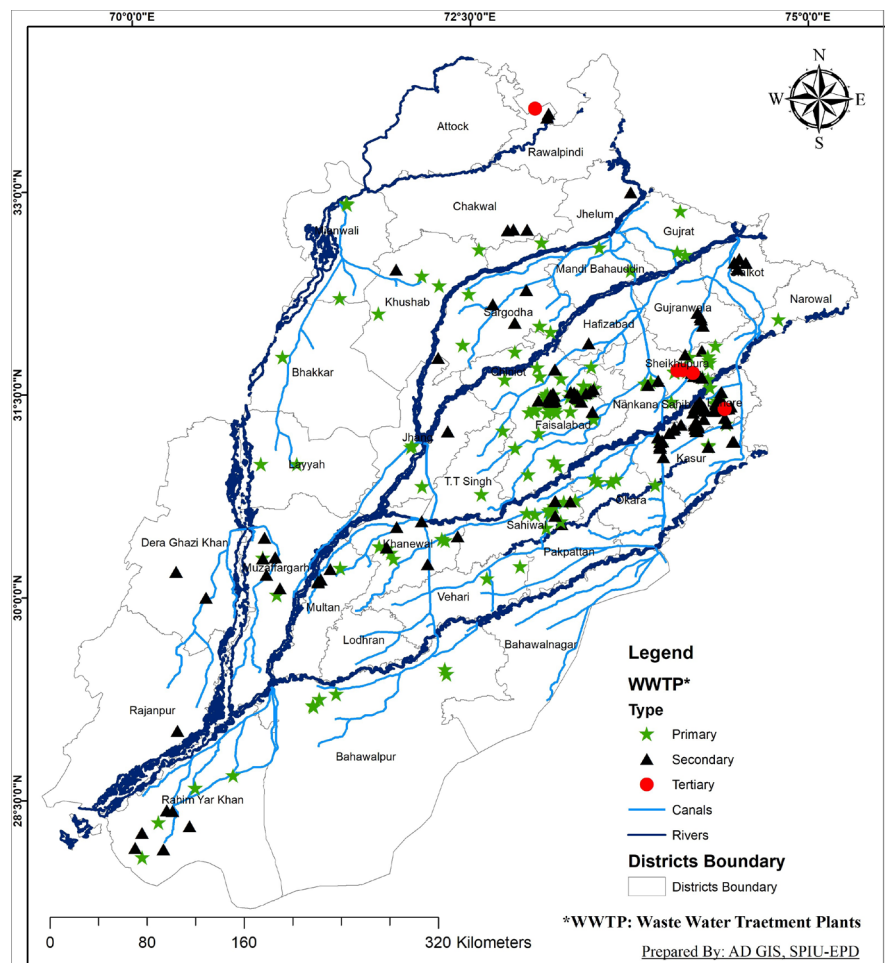 70°0'0"E 72°30'0"E 75°0'0"E
N
W E
S
33°0'0"N
31°30'0"N
30°0'0"N
28°30'0"N
Attock
Rawalpindi
Chakwal
Jhelum
Mianwali
Gujrat
Mandi Bahauddin
Khushab
Sargodha
Gujranwala
Narowal
Hafizabad
Bhakkar
Sheikhupura
Nankana Sahib
Faisalabad
Jhang
Layyah
Kasur
T.T Singh
Okara
Sahiwal
Dera Ghazi Khan
Khanewal
Pakpattan
Muzaffargarh
Vehari
Multan
Lodhran
Bahawalnagar
Rajanpur
Bahawalpur
Rahim Yar Khan
Legend
WWTP*
Type
Primary
Secondary
Tertiary
Canals
Rivers
Districts Boundary
Districts Boundary
*WWTP: Waste Water Traetment Plants
0 80 160 320 Kilometers
Prepared By: AD GIS, SPIU-EPD